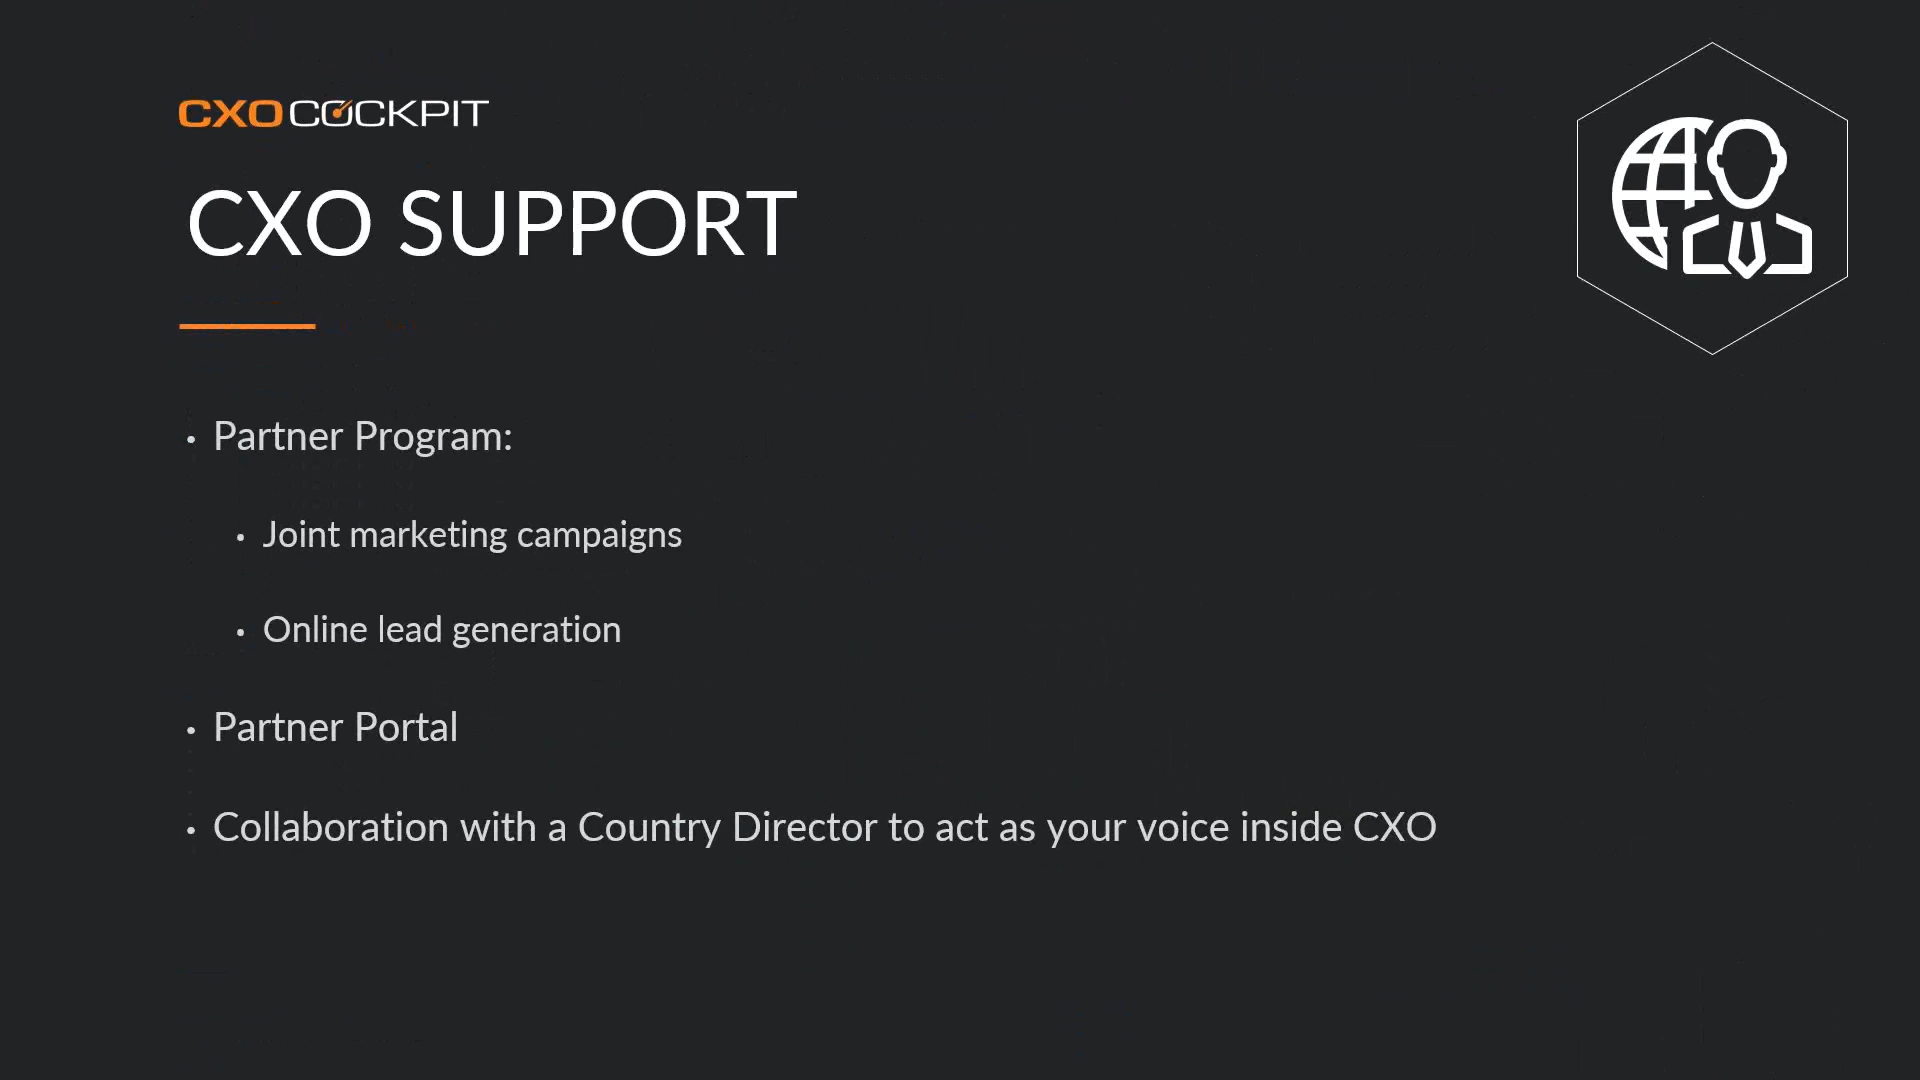 CXOCOCKPIT
CXO SUPPORT
• Partner Program:
• Joint marketing campaigns
• Online lead generation
• Partner Portal
• Collaboration with a Country Director to act as your voice inside CXO